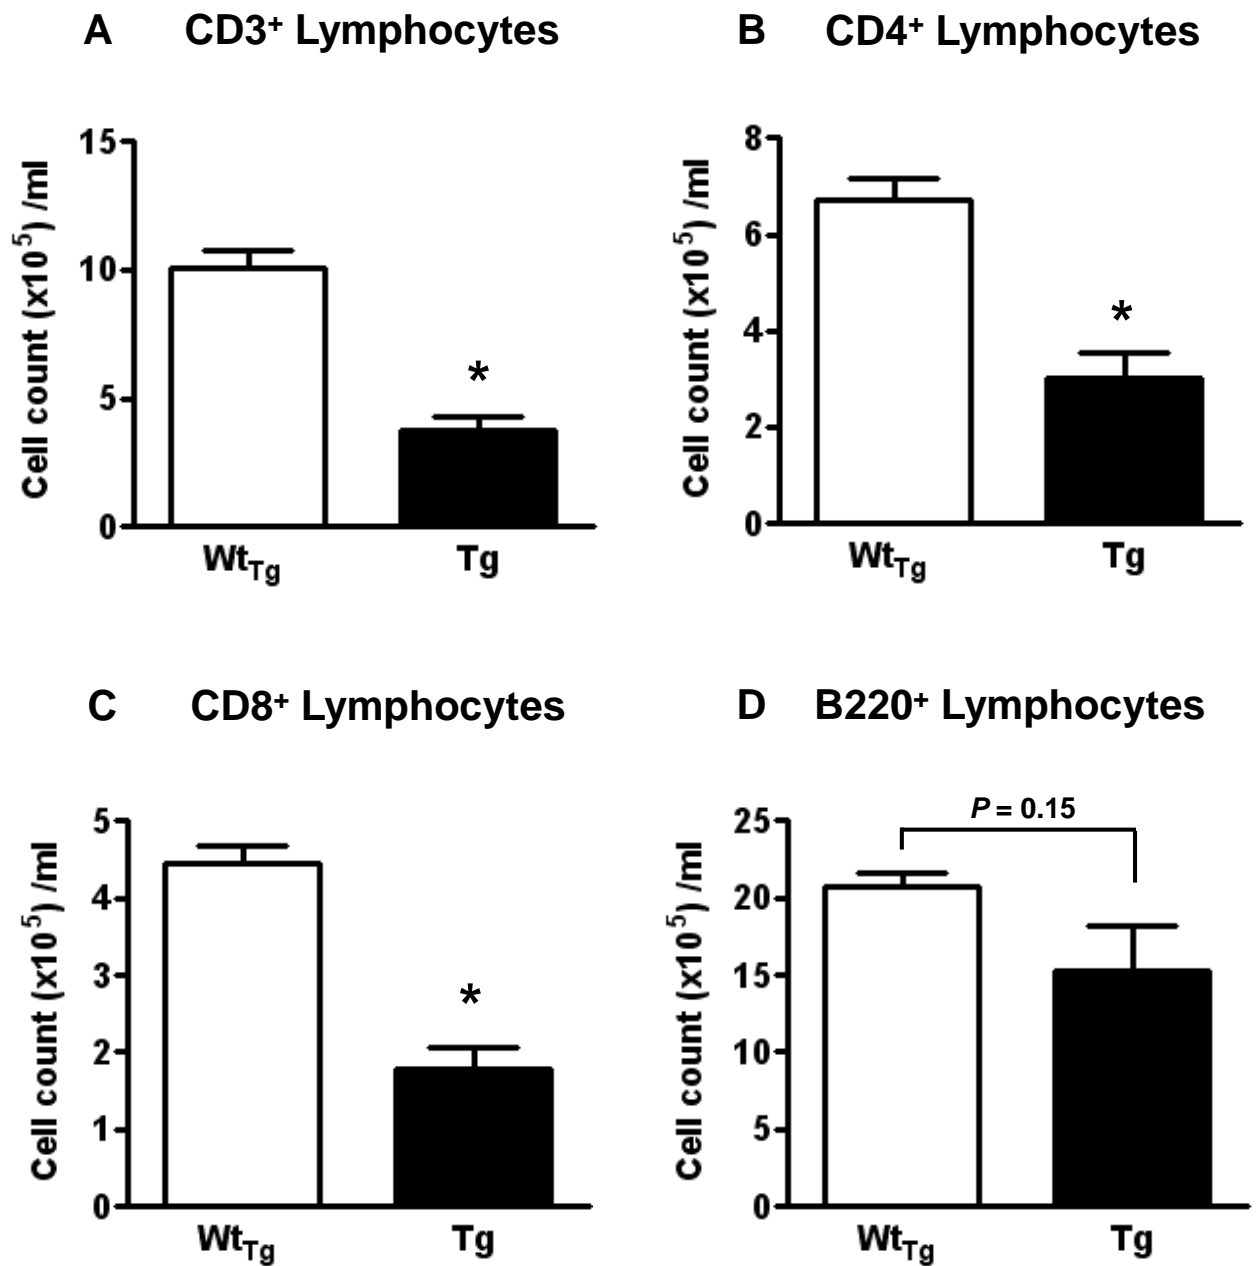 A CD3⁺ Lymphocytes
Cell count (x10⁵) /ml
15
10
5
0
*
Wt_Tg
Tg
B CD4⁺ Lymphocytes
Cell count (x10⁵) /ml
8
6
4
2
0
*
Wt_Tg
Tg
C CD8⁺ Lymphocytes
Cell count (x10⁵) /ml
5
4
3
2
1
0
*
Wt_Tg
Tg
D B220⁺ Lymphocytes
Cell count (x10⁵) /ml
25
20
15
10
5
0
P = 0.15
Wt_Tg
Tg